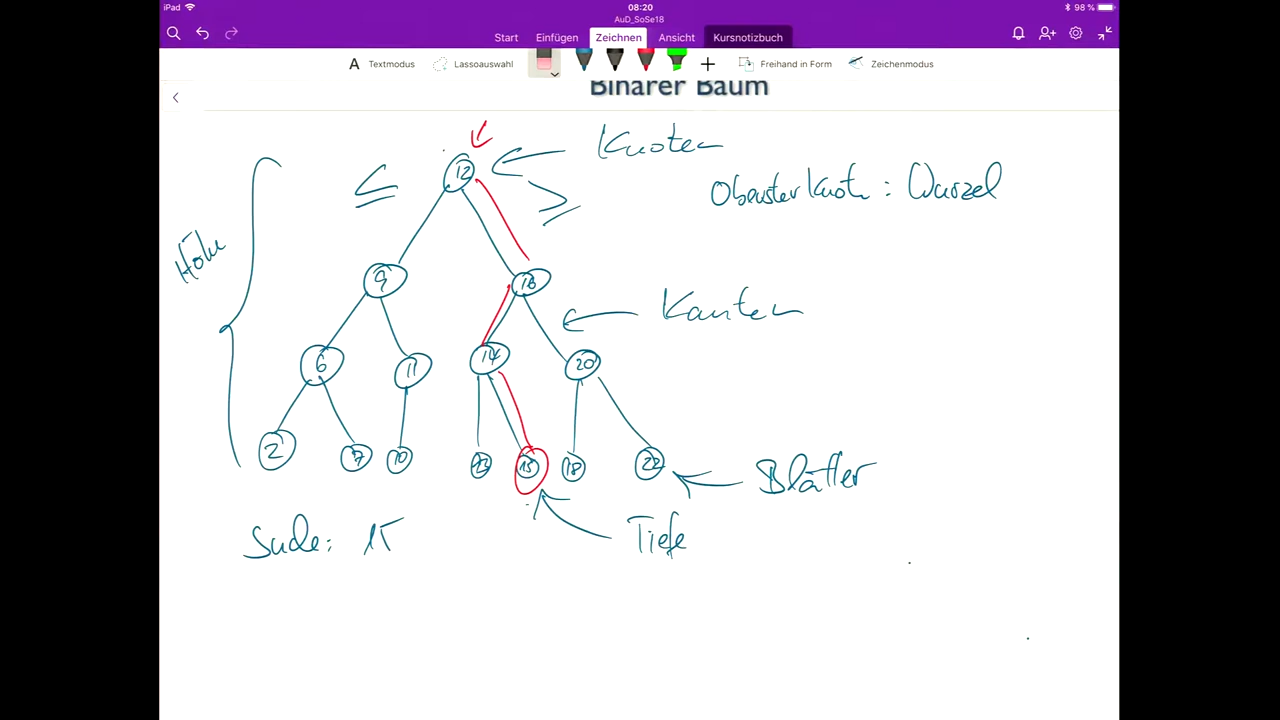 iPad
08:20
98 %
AuD_SoSe18
Start
Einfügen
Zeichnen
Ansicht
Kursnotizbuch
A Textmodus
Lassoauswahl
Freihand in Form
Zeichenmodus
Binärer Baum
Knoten
Oberster Knoten : Wurzel
≤
12
≥
Höhe
9
16
Kanten
6
11
14
20
2
7
10
13
15
18
22
Blätter
Suche: 15
Tiefe